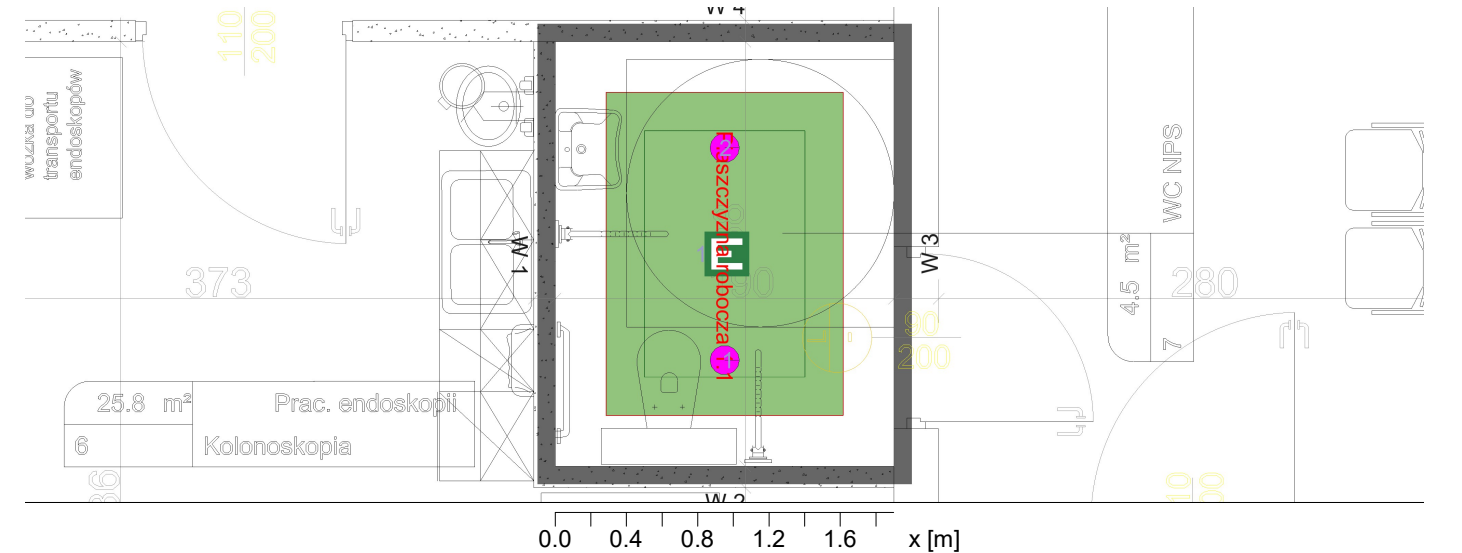 W 4
110
200
transportu
endoskopów
WC NPS
4.5 m²
7
W 1
W 3
2
Płaszczyzna robocza 1.1
E
1
90
373
280
90
200
25.8 m²
Prac. endoskopii
6
Kolonoskopia
W 2
0.0
0.4
0.8
1.2
1.6
x [m]